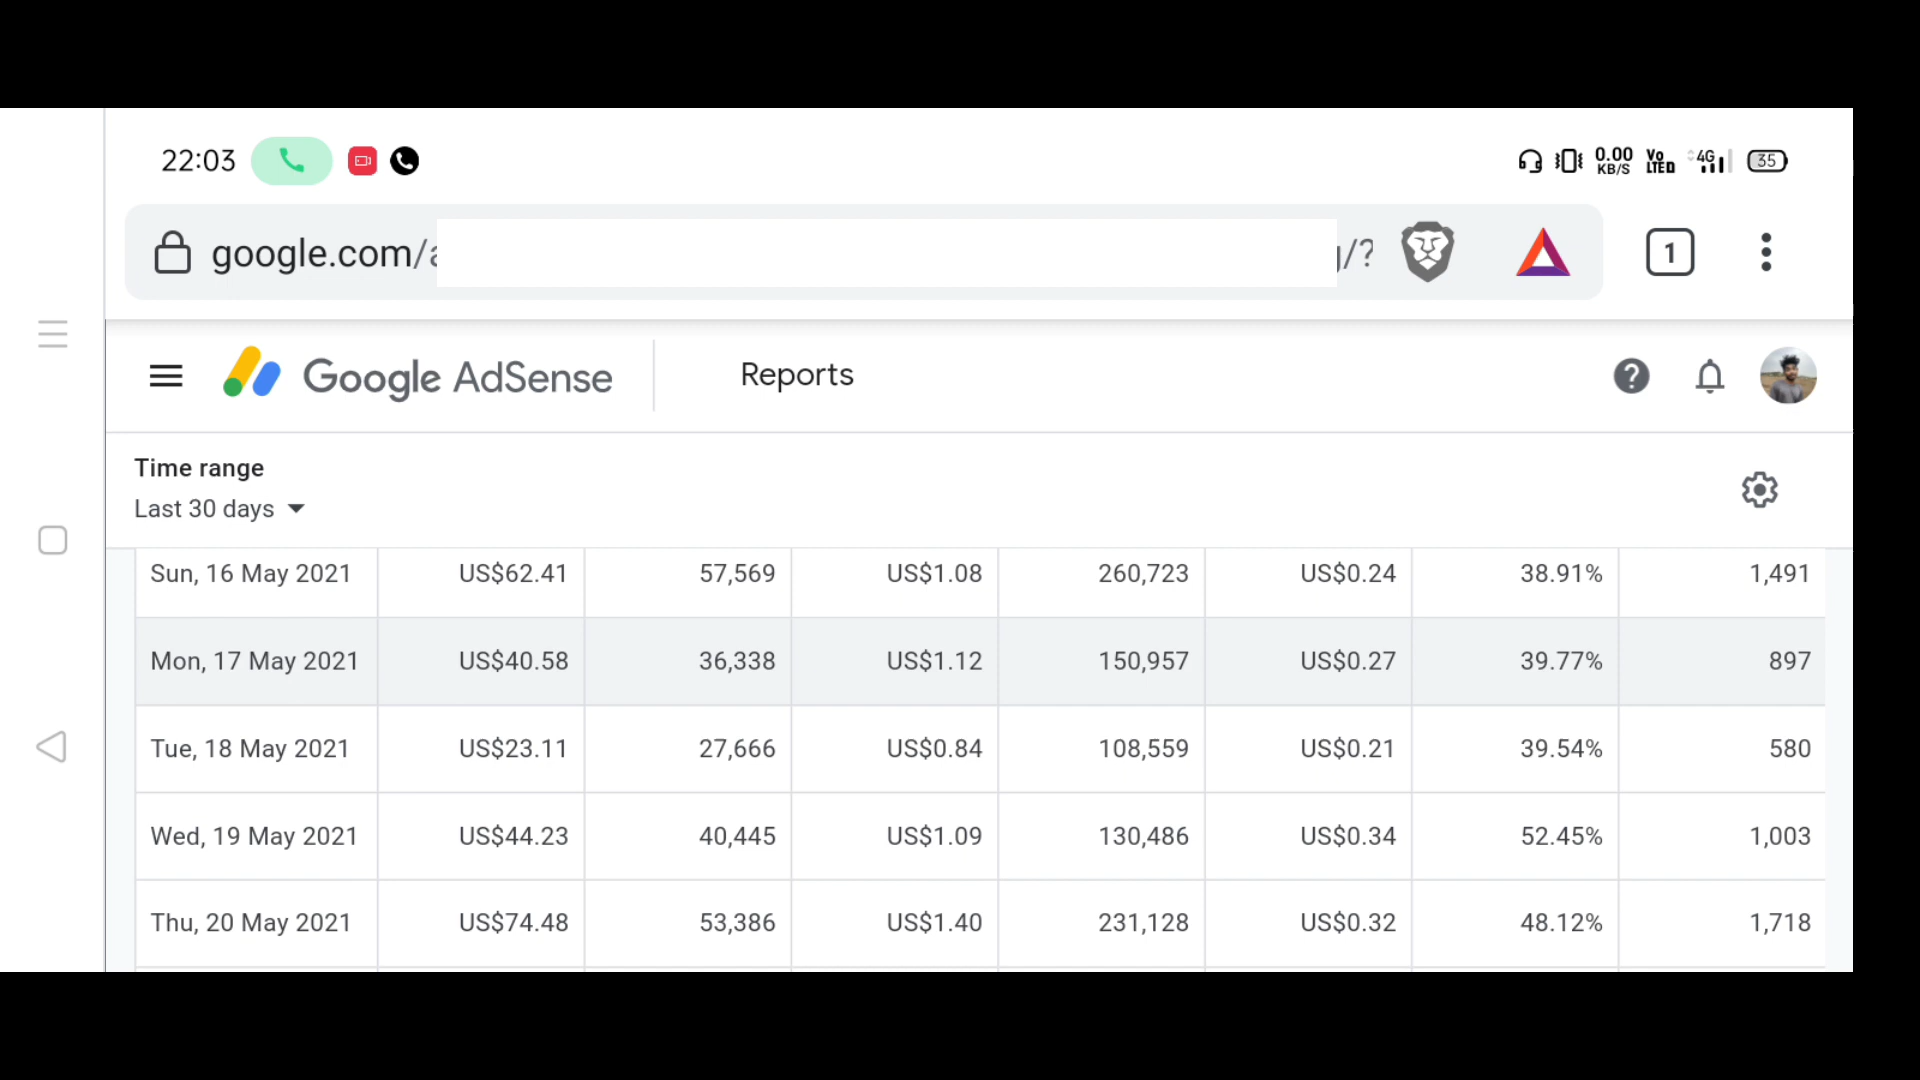 22:03 0.00 KB/S Vo LTE 4G 35
google.com/ /? 1
Google AdSense Reports
Time range
Last 30 days
Sun, 16 May 2021 US$62.41 57,569 US$1.08 260,723 US$0.24 38.91% 1,491
Mon, 17 May 2021 US$40.58 36,338 US$1.12 150,957 US$0.27 39.77% 897
Tue, 18 May 2021 US$23.11 27,666 US$0.84 108,559 US$0.21 39.54% 580
Wed, 19 May 2021 US$44.23 40,445 US$1.09 130,486 US$0.34 52.45% 1,003
Thu, 20 May 2021 US$74.48 53,386 US$1.40 231,128 US$0.32 48.12% 1,718